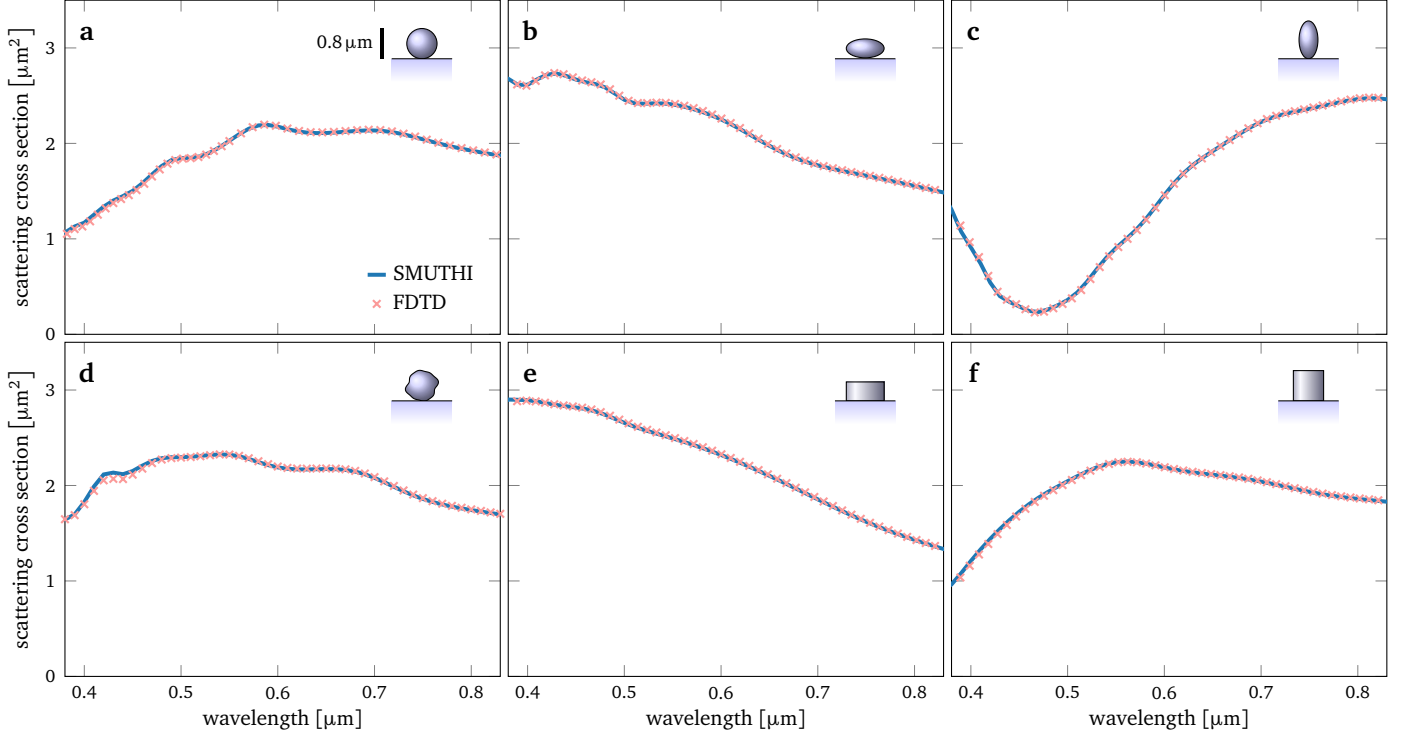 a
0.8 μm
3
2
1
0
scattering cross section [μm²]
SMUTHI
FDTD
b
c
d
3
2
1
0
scattering cross section [μm²]
0.4 0.5 0.6 0.7 0.8
wavelength [μm]
e
0.4 0.5 0.6 0.7 0.8
wavelength [μm]
f
0.4 0.5 0.6 0.7 0.8
wavelength [μm]